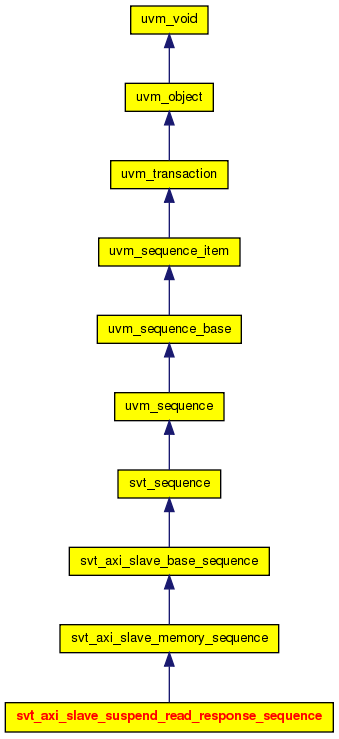 uvm_void
uvm_object
uvm_transaction
uvm_sequence_item
uvm_sequence_base
uvm_sequence
svt_sequence
svt_axi_slave_base_sequence
svt_axi_slave_memory_sequence
svt_axi_slave_suspend_read_response_sequence